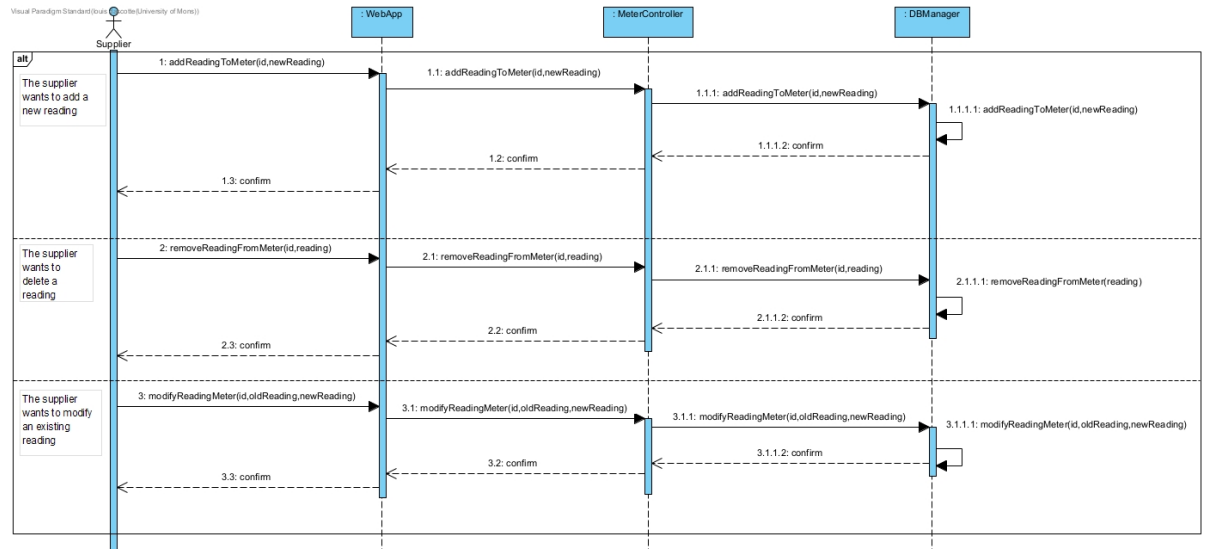 Visual Paradigm Standard(louis
(University of Mons))
Supplier
: WebApp
: MeterController
: DBManager
alt
The supplier
wants to add a
new reading
1: addReadingToMeter(id,newReading)
1.1: addReadingToMeter(id,newReading)
1.1.1: addReadingToMeter(id,newReading)
1.1.1.1: addReadingToMeter(id,newReading)
1.1.1.2: confirm
1.2: confirm
1.3: confirm
The supplier
wants to
delete a
reading
2: removeReadingFromMeter(id,reading)
2.1: removeReadingFromMeter(id,reading)
2.1.1: removeReadingFromMeter(id,reading)
2.1.1.1: removeReadingFromMeter(reading)
2.1.1.2: confirm
2.2: confirm
2.3: confirm
The supplier
wants to modify
an existing
reading
3: modifyReadingMeter(id,oldReading,newReading)
3.1: modifyReadingMeter(id,oldReading,newReading)
3.1.1: modifyReadingMeter(id,oldReading,newReading)
3.1.1.1: modifyReadingMeter(id,oldReading,newReading)
3.1.1.2: confirm
3.2: confirm
3.3: confirm